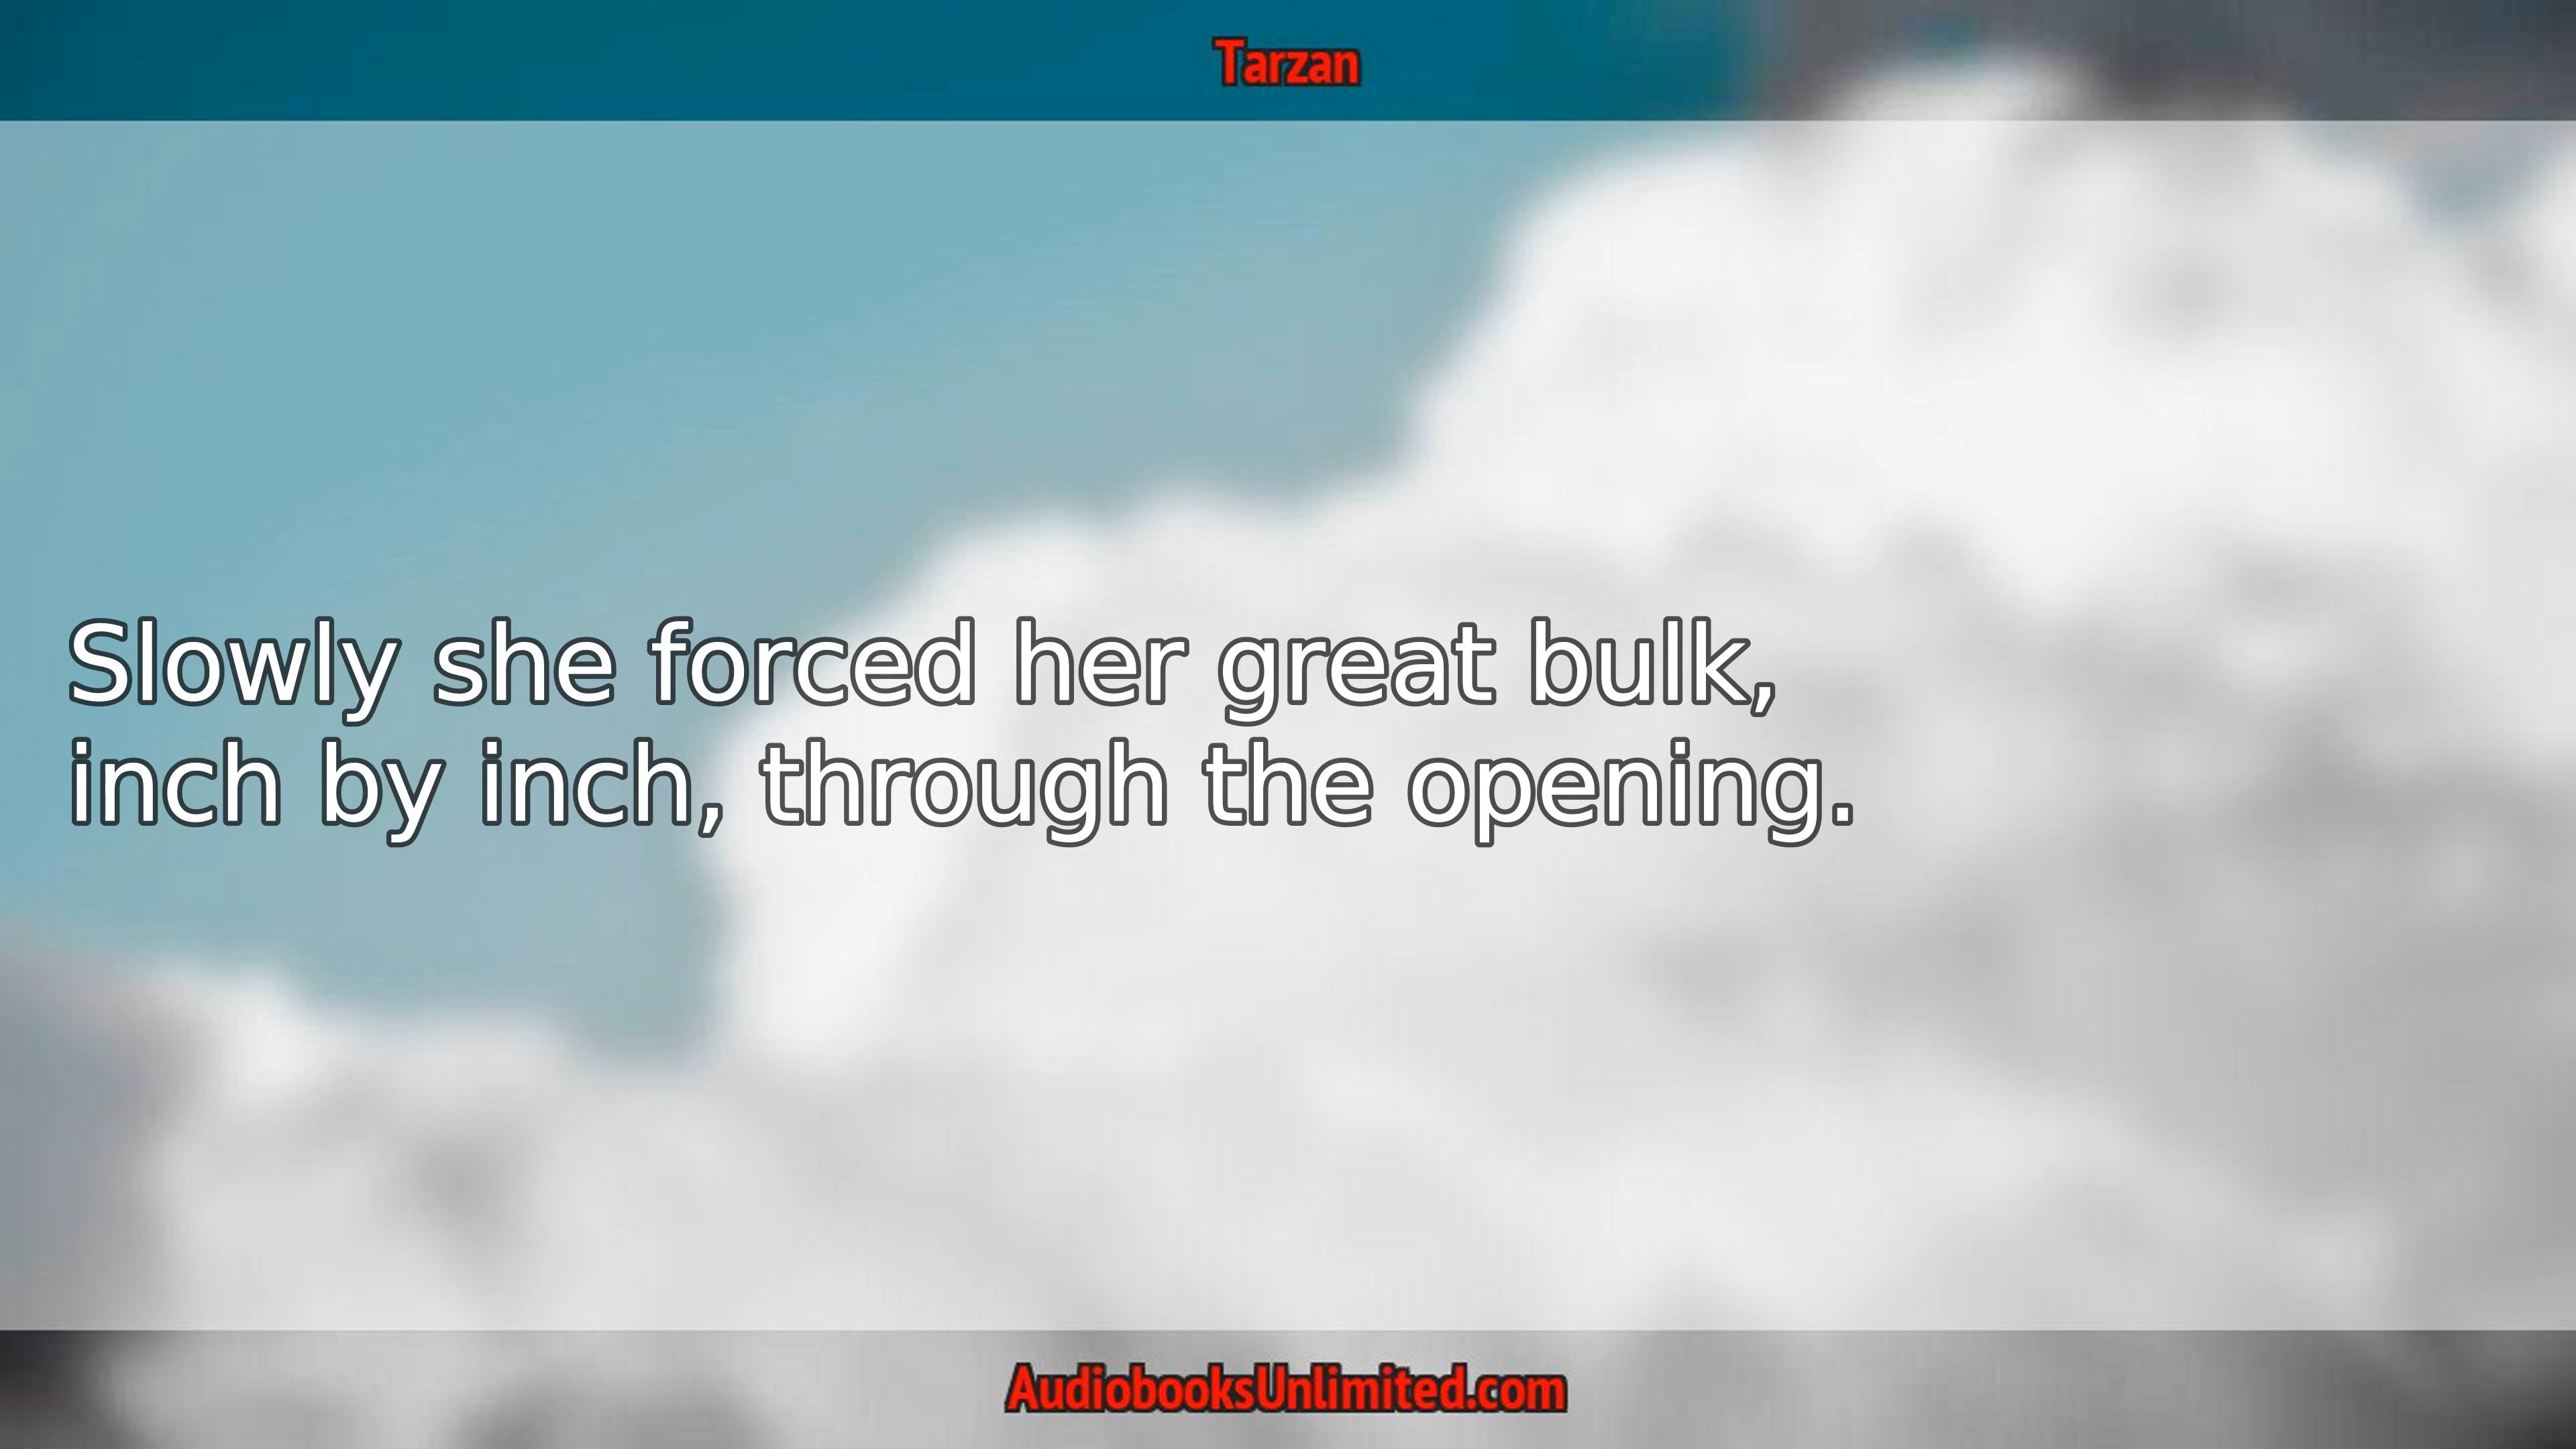 Tarzan
Slowly she forced her great bulk,
inch by inch, through the opening.
AudiobooksUnlimited.com